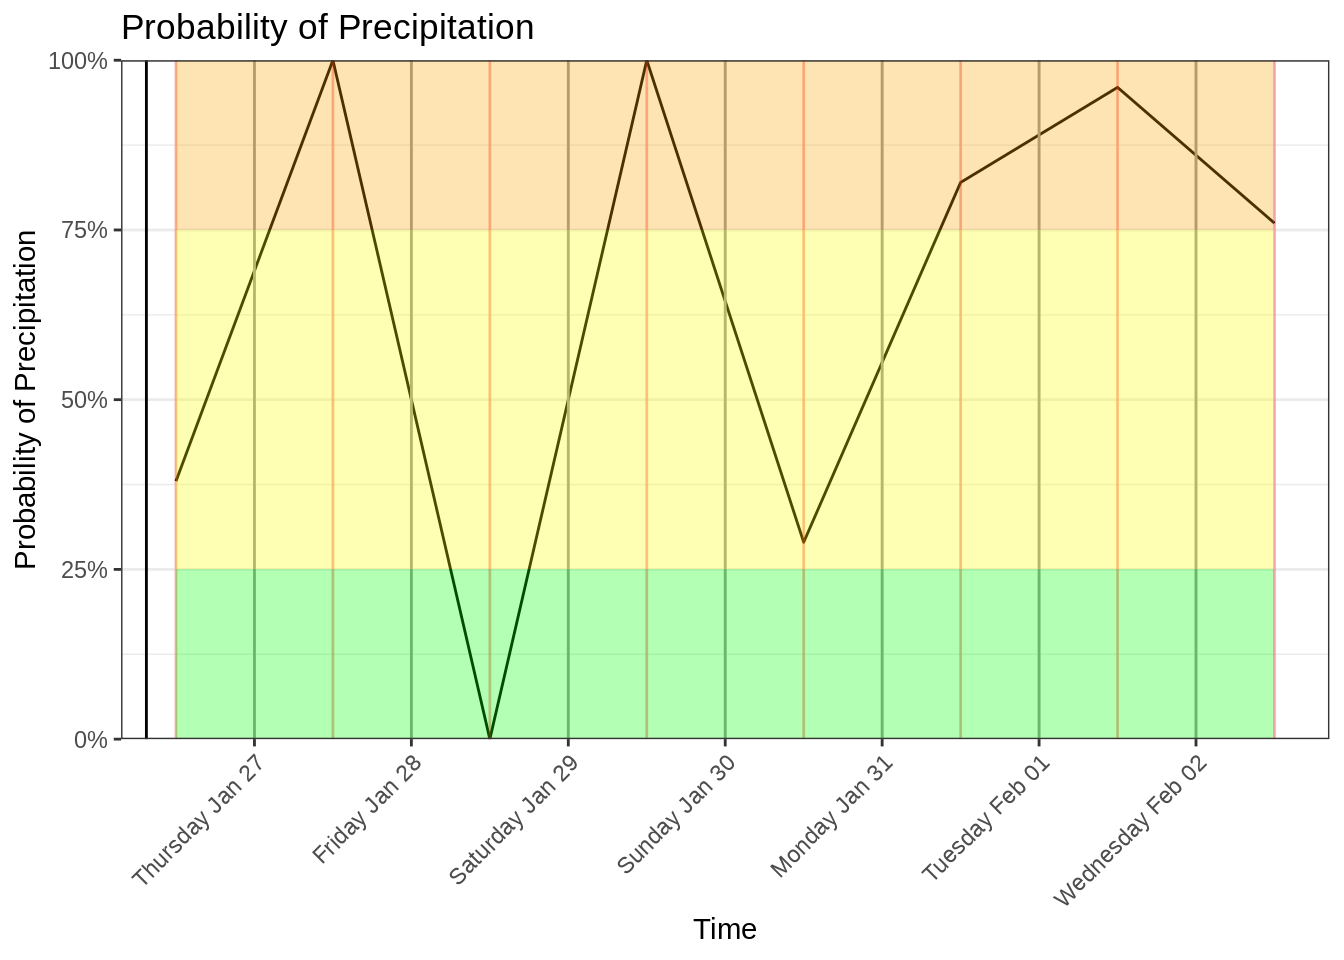 Probability of Precipitation
Probability of Precipitation
100%
75%
50%
25%
0%
Thursday Jan 27
Friday Jan 28
Saturday Jan 29
Sunday Jan 30
Monday Jan 31
Tuesday Feb 01
Wednesday Feb 02
Time